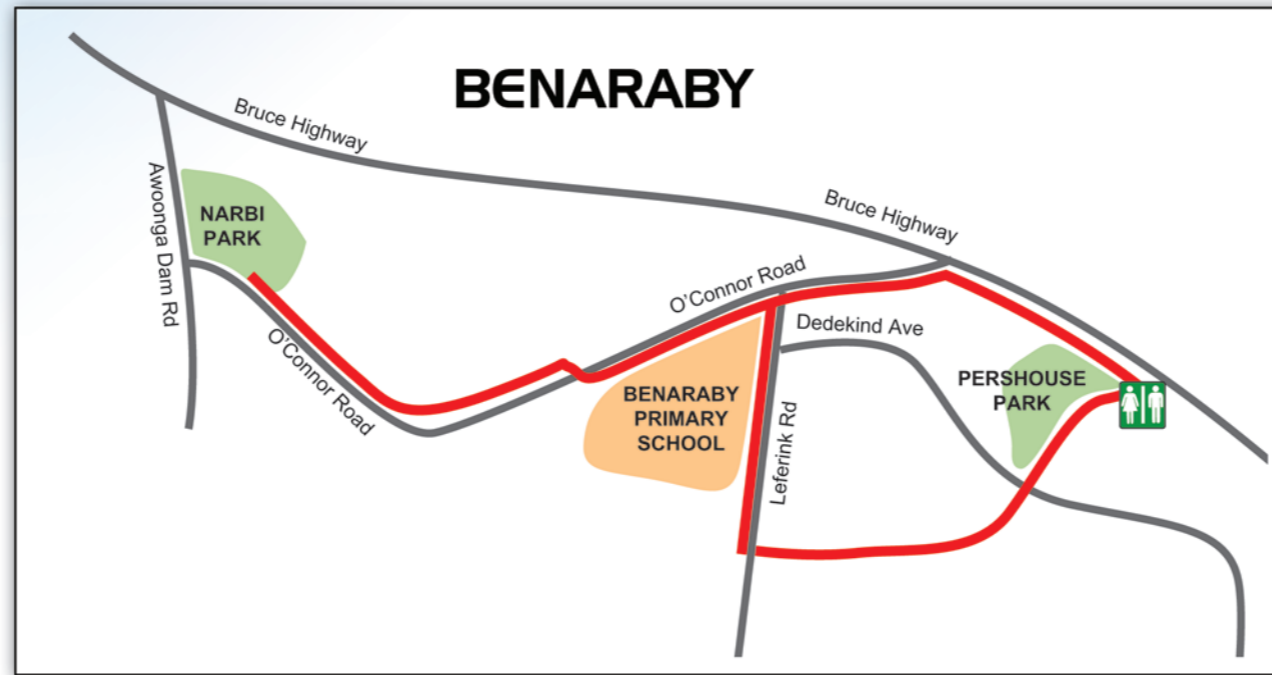 BENARABY
Bruce Highway
Awoonga Dam Rd
NARBI
PARK
O'Connor Road
Bruce Highway
O'Connor Road
Dedekind Ave
PERSHOUSE
PARK
BENARABY
PRIMARY
SCHOOL
Leferink Rd